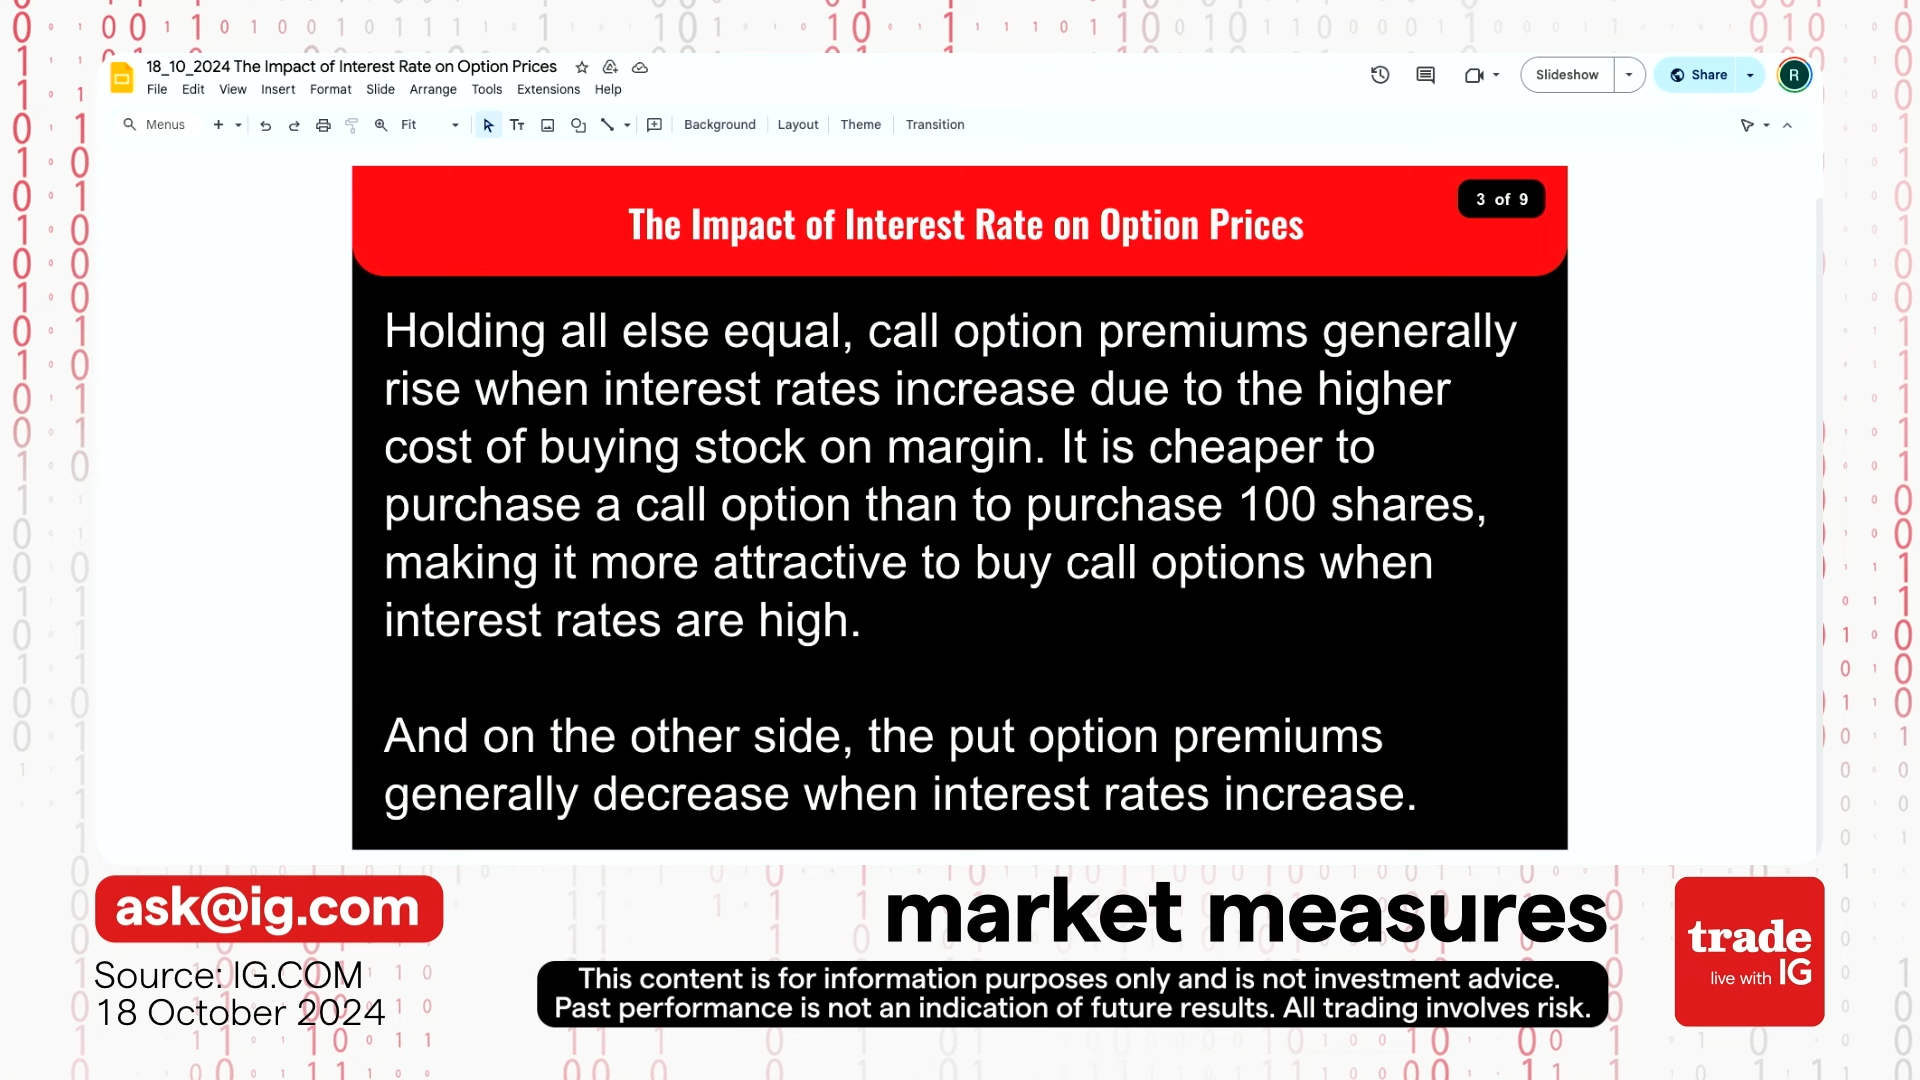 18_10_2024 The Impact of Interest Rate on Option Prices
File Edit View Insert Format Slide Arrange Tools Extensions Help
Slideshow
Share
R
Menus
Fit
Background
Layout
Theme
Transition
3 of 9
The Impact of Interest Rate on Option Prices
Holding all else equal, call option premiums generally
rise when interest rates increase due to the higher
cost of buying stock on margin. It is cheaper to
purchase a call option than to purchase 100 shares,
making it more attractive to buy call options when
interest rates are high.
And on the other side, the put option premiums
generally decrease when interest rates increase.
ask@ig.com
Source: IG.COM
18 October 2024
market measures
This content is for information purposes only and is not investment advice.
Past performance is not an indication of future results. All trading involves risk.
trade
live with IG